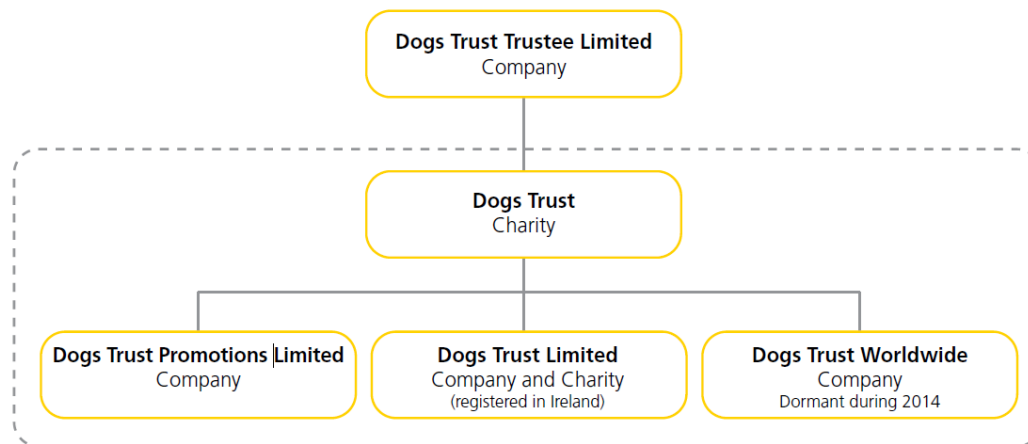 Dogs Trust Trustee Limited
Company
Dogs Trust
Charity
Dogs Trust Promotions Limited
Company
Dogs Trust Limited
Company and Charity
(registered in Ireland)
Dogs Trust Worldwide
Company
Dormant during 2014